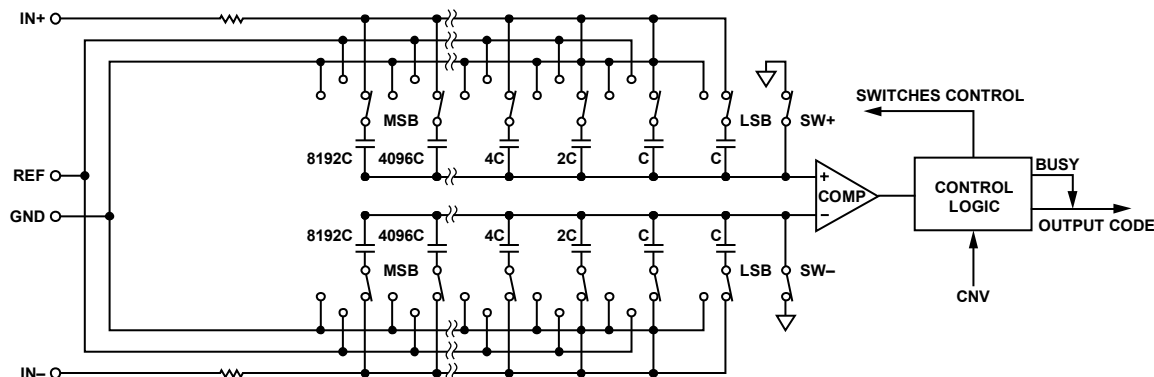 IN+
MSB
LSB
SW+
SWITCHES CONTROL
8192C
4096C
4C
2C
C
C
BUSY
REF
+
COMP
–
CONTROL
LOGIC
GND
OUTPUT CODE
8192C
4096C
4C
2C
C
C
MSB
LSB
SW–
CNV
IN–